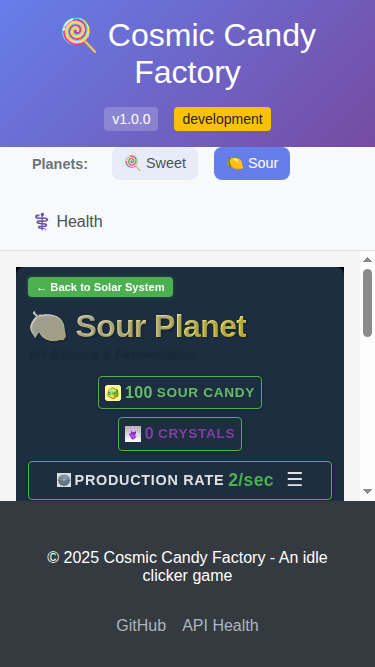 Cosmic Candy
Factory
v1.0.0 development
Planets: Sweet Sour
Health
← Back to Solar System
Sour Planet
pH Balance & Fermentation
100 SOUR CANDY
0 CRYSTALS
PRODUCTION RATE 2/sec ☰
© 2025 Cosmic Candy Factory - An idle
clicker game
GitHub API Health